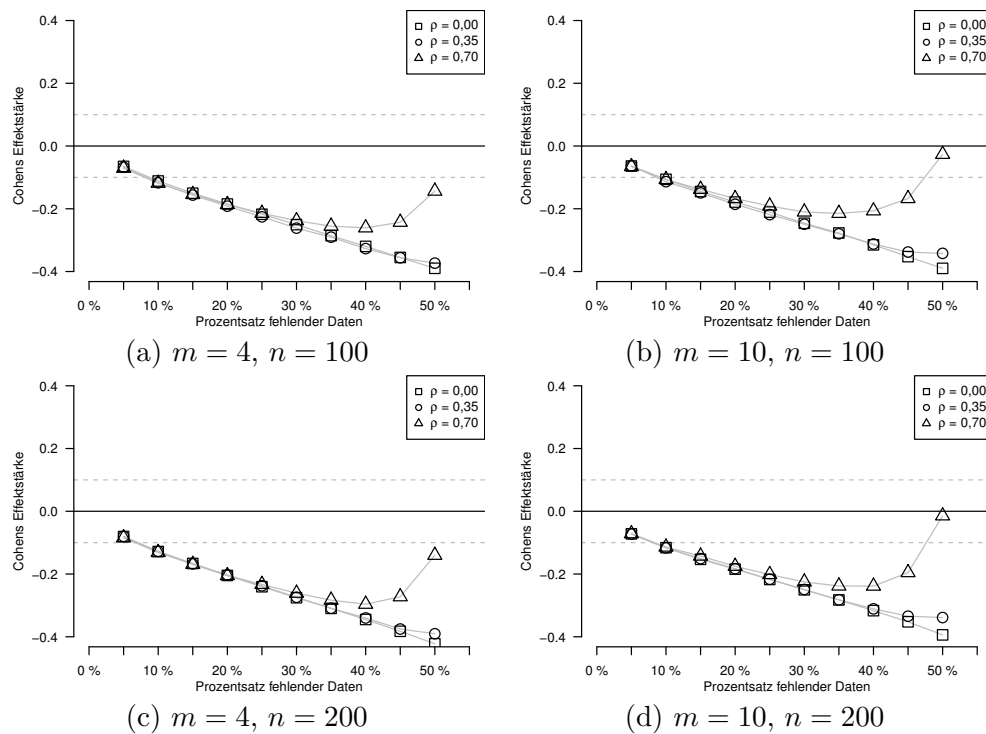 0.4
0.2
0.0
−0.2
−0.4
Cohens Effektstärke
ρ = 0,00
ρ = 0,35
ρ = 0,70
0 % 10 % 20 % 30 % 40 % 50 %
Prozentsatz fehlender Daten
(a) m = 4, n = 100
0.4
0.2
0.0
−0.2
−0.4
Cohens Effektstärke
ρ = 0,00
ρ = 0,35
ρ = 0,70
0 % 10 % 20 % 30 % 40 % 50 %
Prozentsatz fehlender Daten
(b) m = 10, n = 100
0.4
0.2
0.0
−0.2
−0.4
Cohens Effektstärke
ρ = 0,00
ρ = 0,35
ρ = 0,70
0 % 10 % 20 % 30 % 40 % 50 %
Prozentsatz fehlender Daten
(c) m = 4, n = 200
0.4
0.2
0.0
−0.2
−0.4
Cohens Effektstärke
ρ = 0,00
ρ = 0,35
ρ = 0,70
0 % 10 % 20 % 30 % 40 % 50 %
Prozentsatz fehlender Daten
(d) m = 10, n = 200